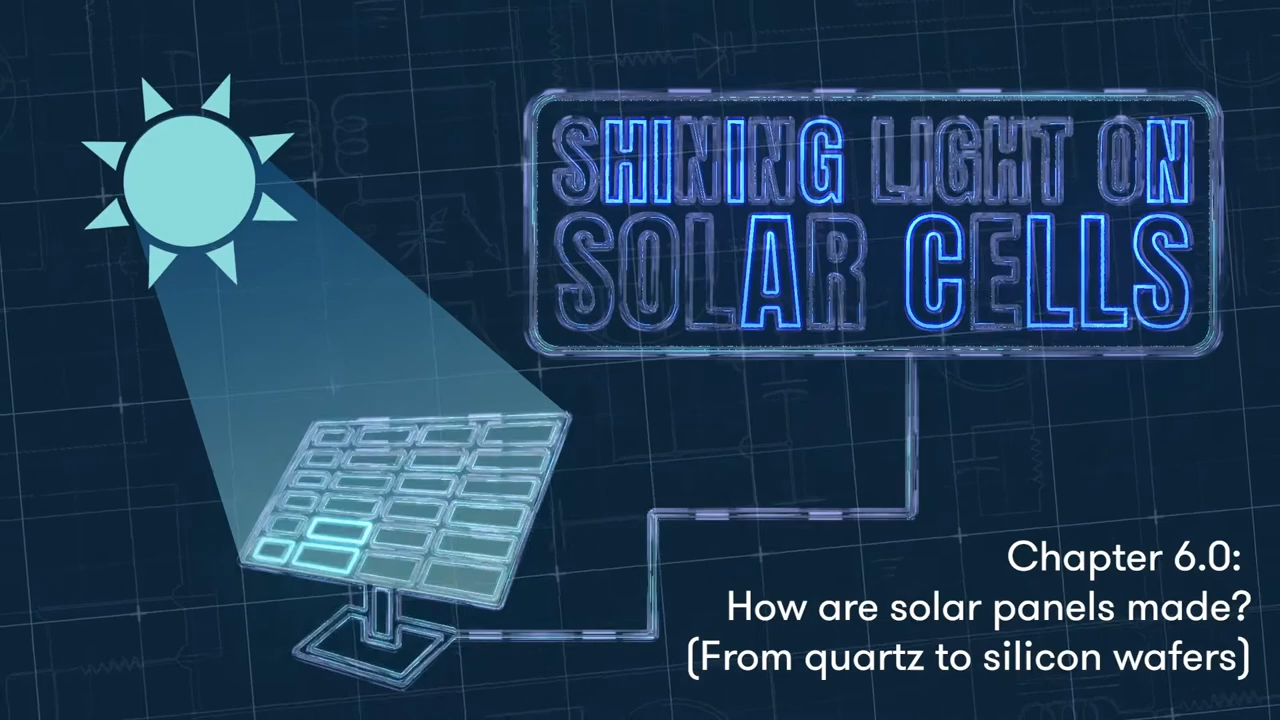 SHINING LIGHT ON
SOLAR CELLS
Chapter 6.0:
How are solar panels made?
(From quartz to silicon wafers)